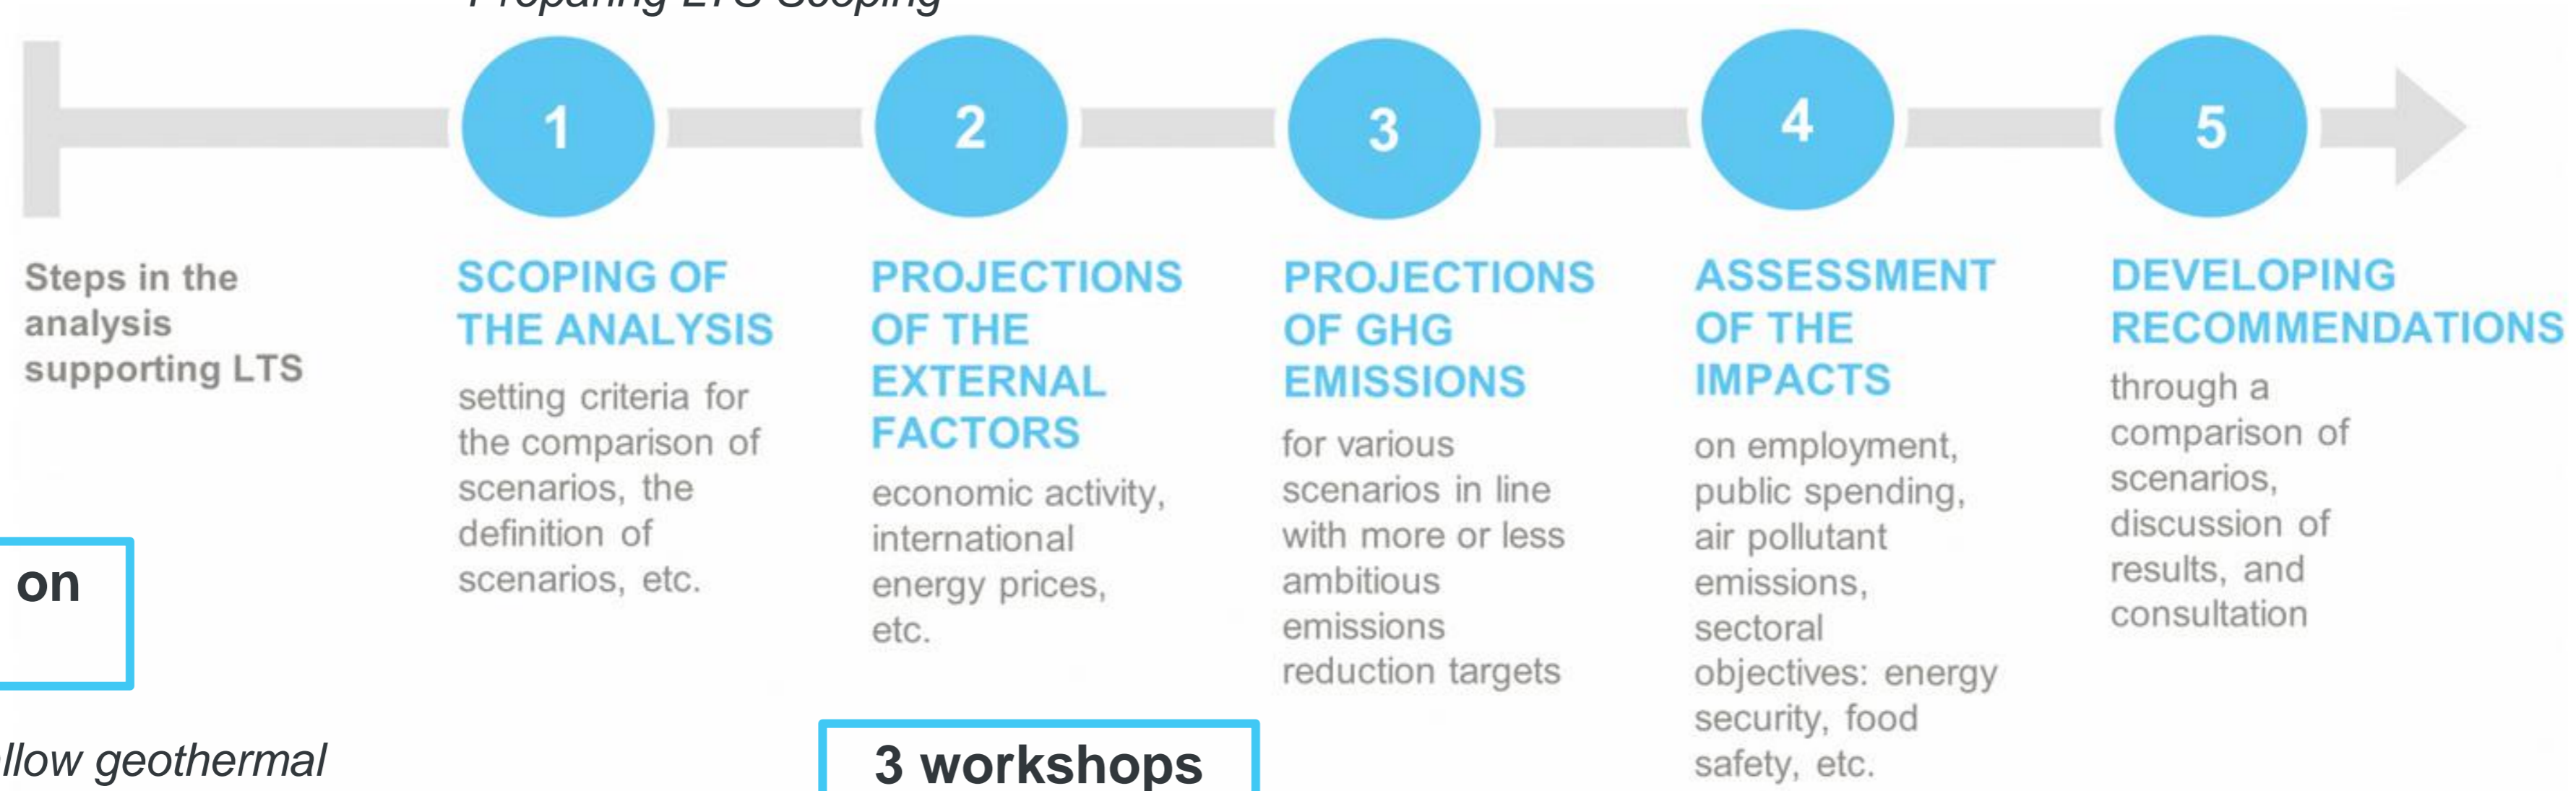 Preparing LTS Scoping
1
2
3
4
5
Steps in the
analysis
supporting LTS
SCOPING OF
THE ANALYSIS
setting criteria for
the comparison of
scenarios, the
definition of
scenarios, etc.
PROJECTIONS
OF THE
EXTERNAL
FACTORS
economic activity,
international
energy prices,
etc.
PROJECTIONS
OF GHG
EMISSIONS
for various
scenarios in line
with more or less
ambitious
emissions
reduction targets
ASSESSMENT
OF THE
IMPACTS
on employment,
public spending,
air pollutant
emissions,
sectoral
objectives: energy
security, food
safety, etc.
DEVELOPING
RECOMMENDATIONS
through a
comparison of
scenarios,
discussion of
results, and
consultation
on
geothermal
3 workshops